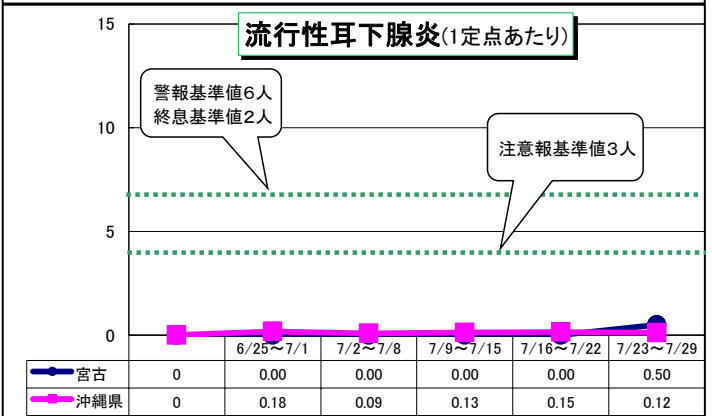 15
流行性耳下腺炎(1定点あたり)
警報基準値6人
終息基準値2人
10
注意報基準値3人
5
0
6/25～7/1 7/2～7/8 7/9～7/15 7/16～7/22 7/23～7/29
宮古 0 0.00 0.00 0.00 0.00 0.50
沖縄県 0 0.18 0.09 0.13 0.15 0.12